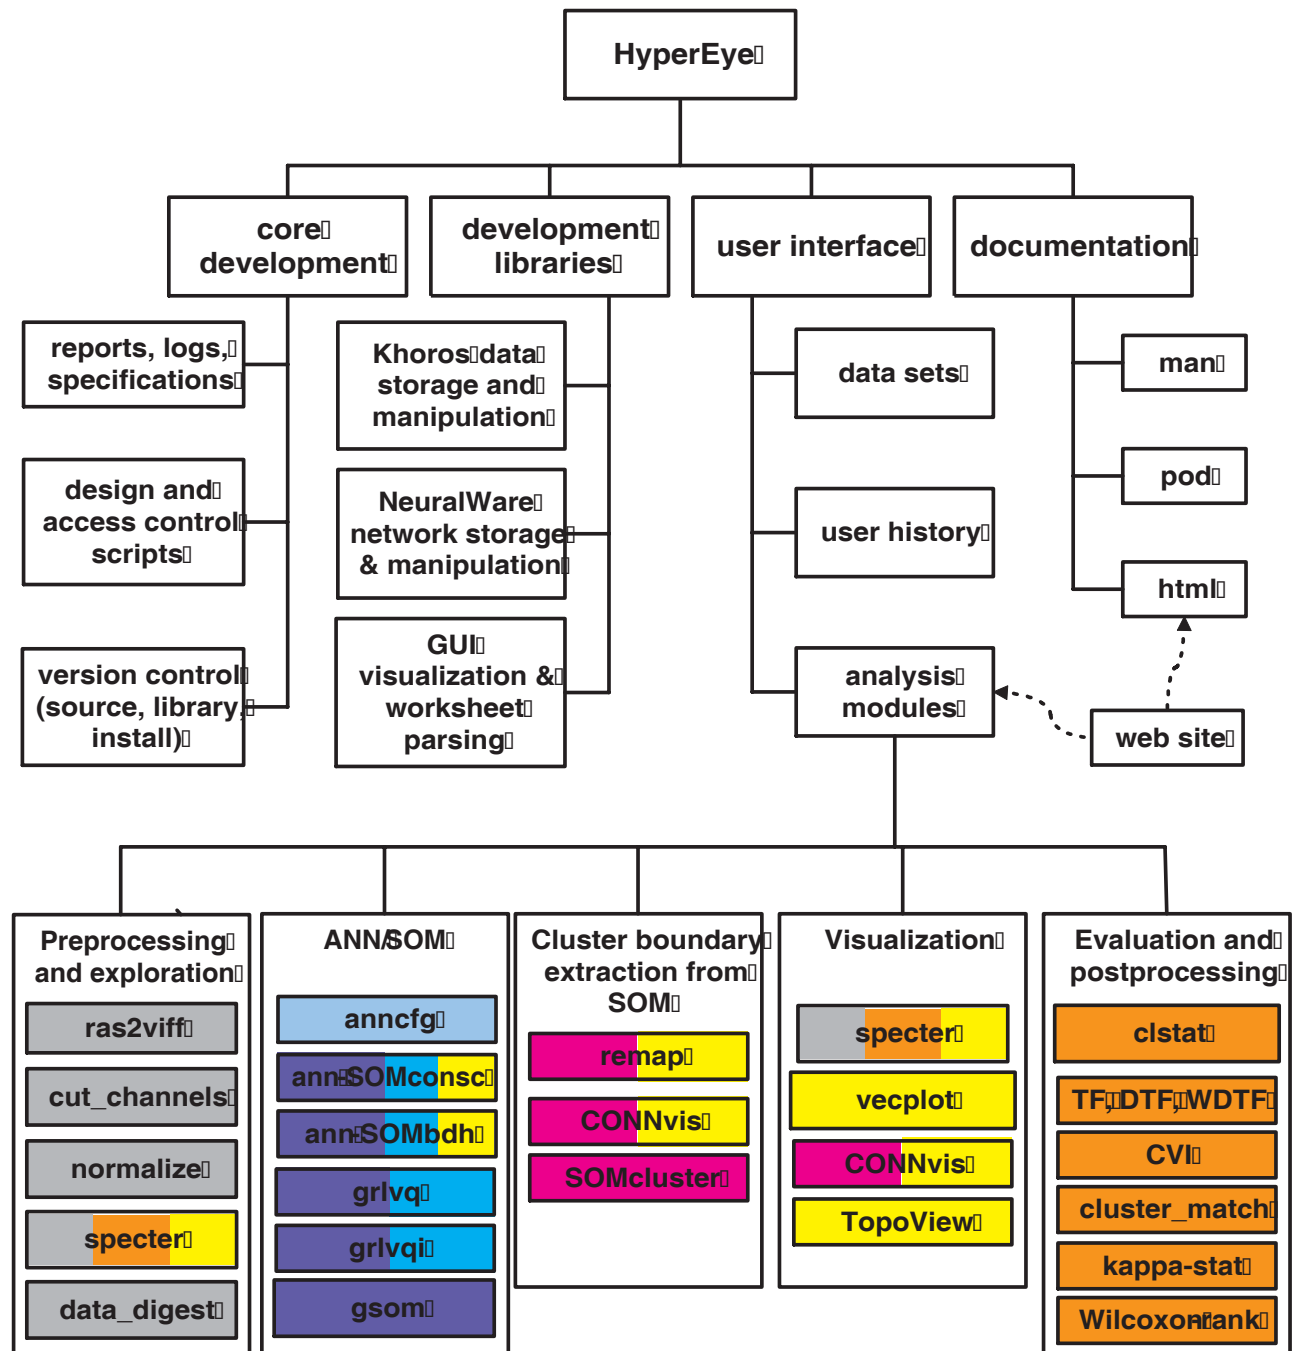 HyperEye
core
development
development
libraries
user interface
documentation
reports, logs,
specifications
design and
access control
scripts
version control
(source, library,
install)
Khoros data
storage and
manipulation
NeuralWare
network storage
& manipulation
GUI
visualization &
worksheet
parsing
data sets
user history
analysis
modules
man
pod
html
web site
Preprocessing
and exploration
ras2viff
cut_channels
normalize
specter
data_digest
ANN/SOM
anncfg
ann-SOMconsc
ann-SOMbdh
grlvq
grlvqi
gsom
Cluster boundary
extraction from
SOM
remap
CONNvis
SOMcluster
Visualization
specter
vecplot
CONNvis
TopoView
Evaluation and
postprocessing
clstat
TF, DTF, WDTF
CVI
cluster_match
kappa-stat
Wilcoxon-rank